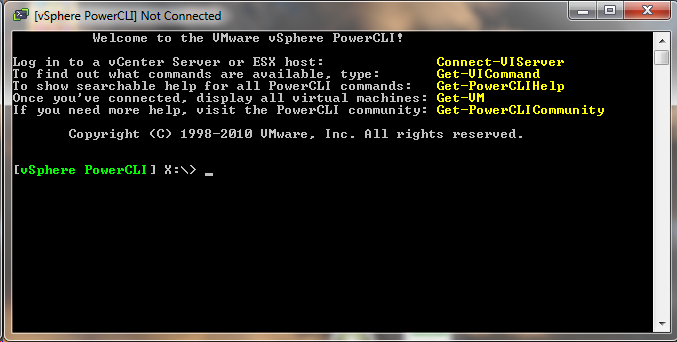 [vSphere PowerCLI] Not Connected
Welcome to the VMware vSphere PowerCLI!
Log in to a vCenter Server or ESX host: Connect-VIServer
To find out what commands are available, type: Get-VICommand
To show searchable help for all PowerCLI commands: Get-PowerCLIHelp
Once you've connected, display all virtual machines: Get-VM
If you need more help, visit the PowerCLI community: Get-PowerCLICommunity
Copyright (C) 1998-2010 VMware, Inc. All rights reserved.
[vSphere PowerCLI] X:\> _